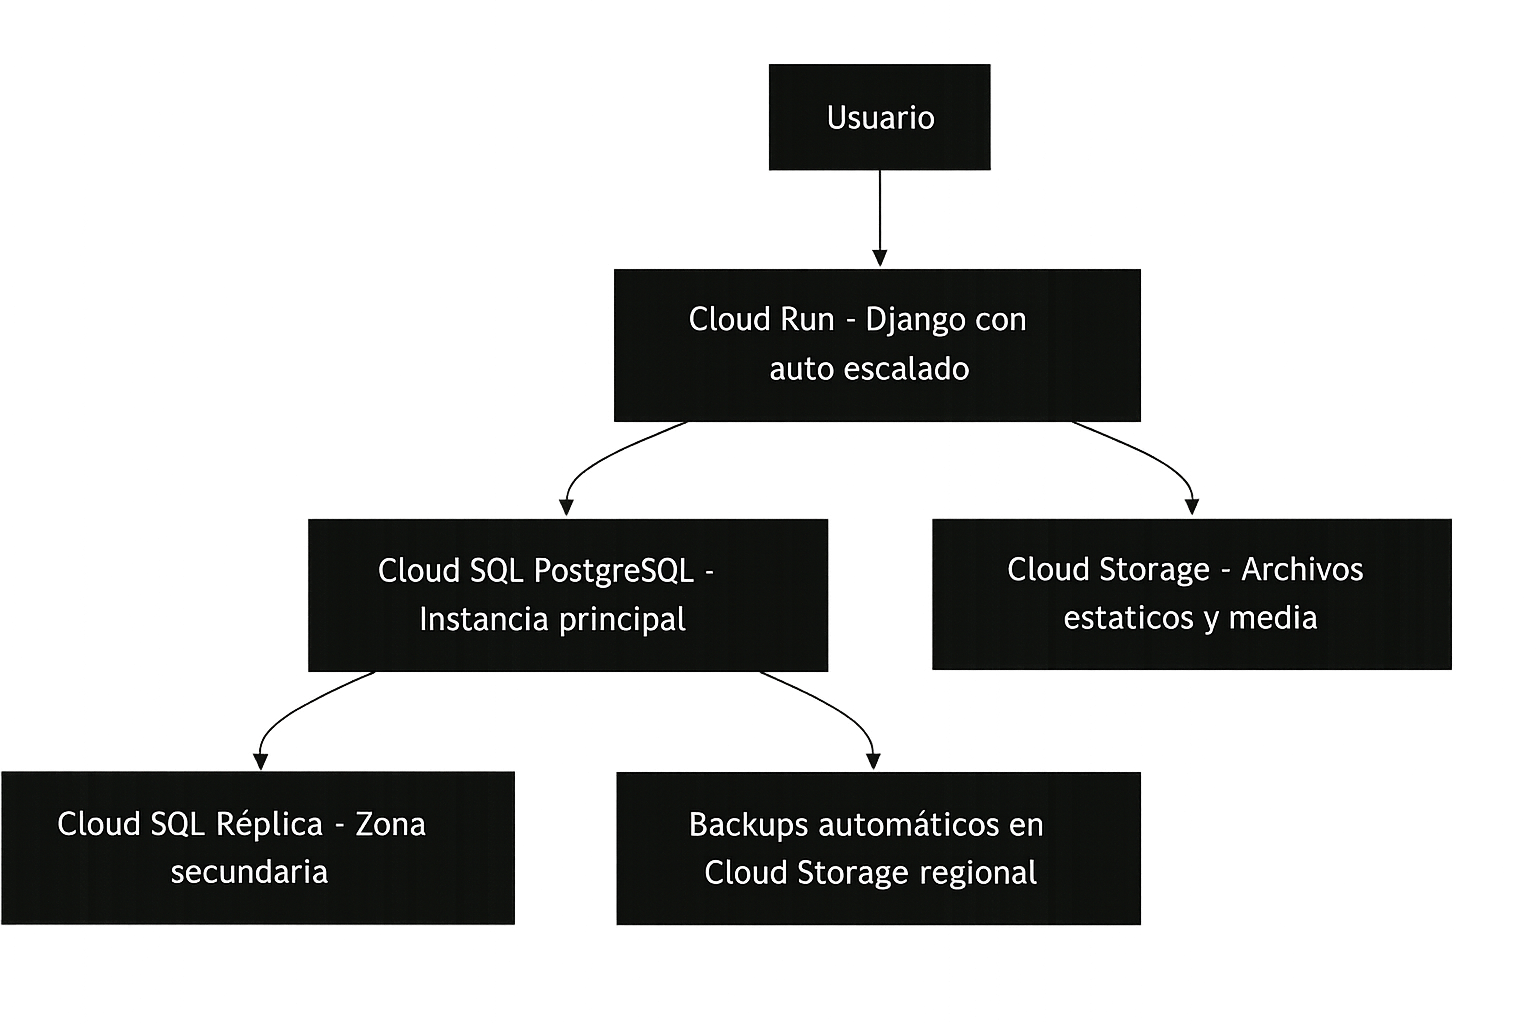 Usuario
Cloud Run - Django con
auto escalado
Cloud SQL PostgreSQL -
Instancia principal
Cloud Storage - Archivos
estaticos y media
Cloud SQL Réplica - Zona
secundaria
Backups automáticos en
Cloud Storage regional